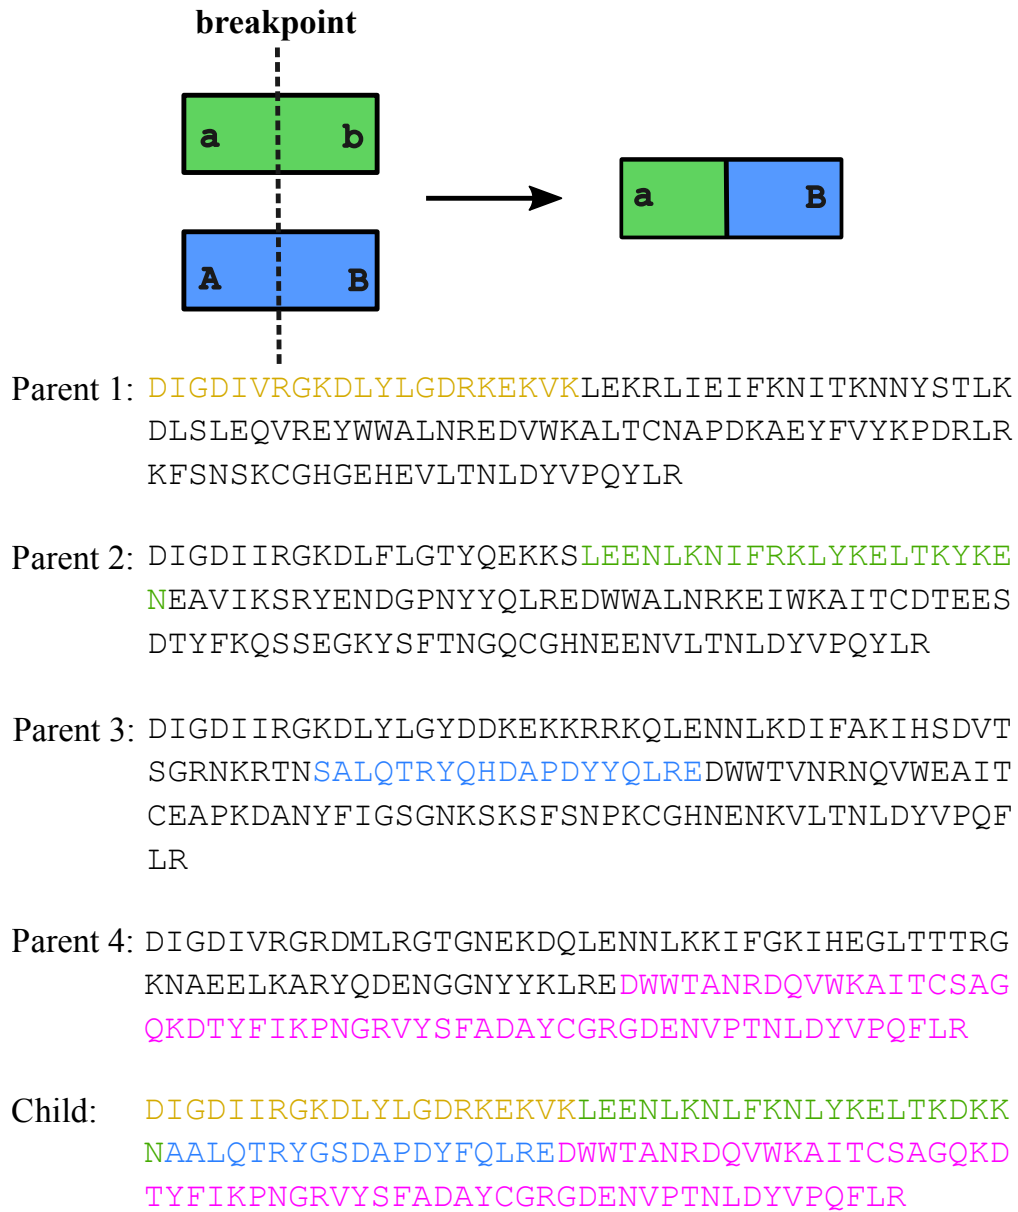 breakpoint
a b
a B
A B
Parent 1: DIGDIVRGKDLYLGDRKEKVKLEKRLIEIFKNITKNNYSTLK
DLSLEQVREYWWALNREDVWKALTCNAPDKAEYFVYKPDRLR
KFSNSKCGHGEHEVLTNLDYVPQYLR
Parent 2: DIGDIIRGKDLFLGTYQEKKSLEENLKNIFRKLYKELTKYKE
NEAVIKSRYENDGPNYYQLREDWWALNRKEIWKAITCDTEES
DTYFKQSSEGKYSFTNGQCGHNEENVLTNLDYVPQYLR
Parent 3: DIGDIIRGKDLYLGYDDKEKKRRKQLENNLKDIFAKIHSDVT
SGRNKRTNSALQTRYQHDAPDYYQLREDWWTVNRNQVWEAIT
CEAPKDANYFIGSGNKSKSFSNPKCGHNENKVLTNLDYVPQF
LR
Parent 4: DIGDIVRGRDMLRGTGNEKDQLENNLKKIFGKIHEGLTTTRG
KNAEELKARYQDENGGNYYKLREDWWTANRDQVWKAITCSAG
QKDTYFIKPNGRVYSFADAYCGRGDENVPTNLDYVPQFLR
Child: DIGDIIRGKDLYLGDRKEKVKLEENLKNLFKNLYKELTKDKK
NAALQTRYGSDAPDYFQLREDWWTANRDQVWKAITCSAGQKD
TYFIKPNGRVYSFADAYCGRGDENVPTNLDYVPQFLR